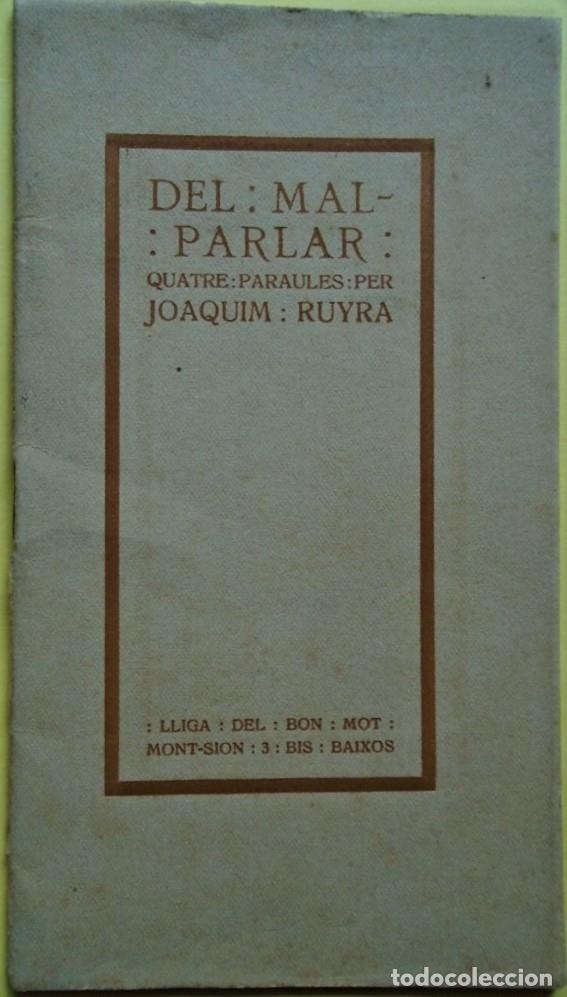 DEL : MAL-
: PARLAR :
QUATRE : PARAULES : PER
JOAQUIM : RUYRA
: LLIGA : DEL : BON : MOT :
MONT-SION : 3 : BIS : BAIXOS
todocoleccion